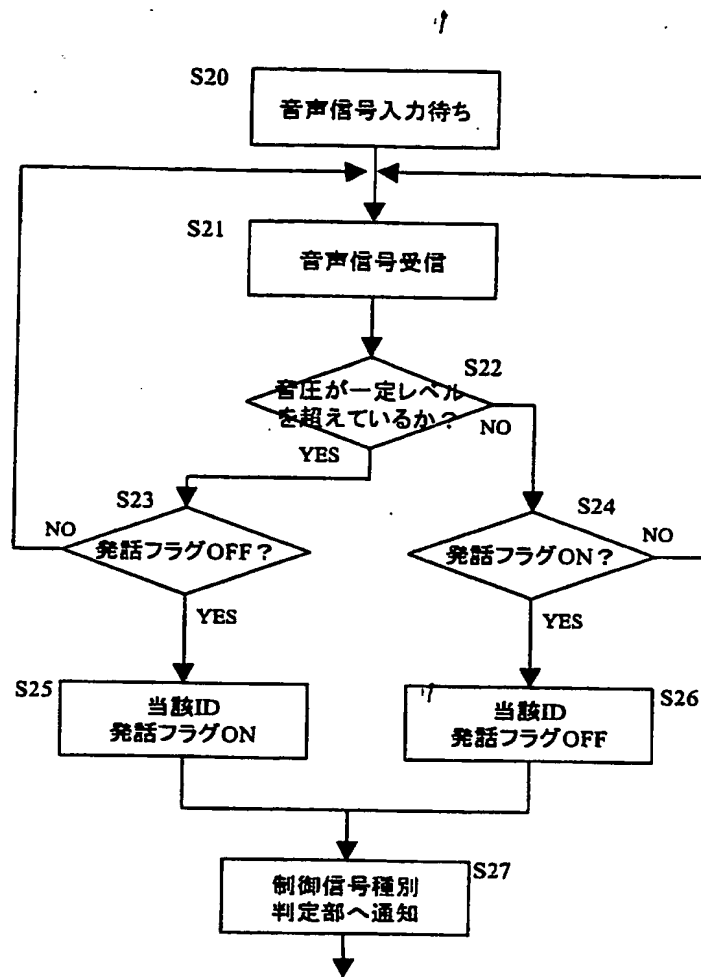 S20
音声信号入力待ち
S21
音声信号受信
S22
音圧が一定レベル
を超えているか？
NO
YES
S23
NO
発話フラグOFF？
YES
S24
発話フラグON？
NO
YES
S25
当該ID
発話フラグON
S26
当該ID
発話フラグOFF
S27
制御信号種別
判定部へ通知